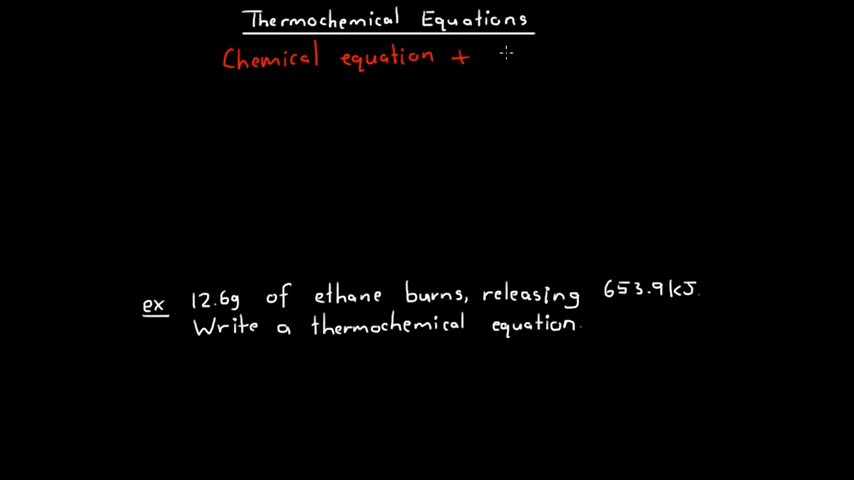 Thermochemical Equations
Chemical equation +
ex 12.6g of ethane burns, releasing 653.9kJ.
Write a thermochemical equation.